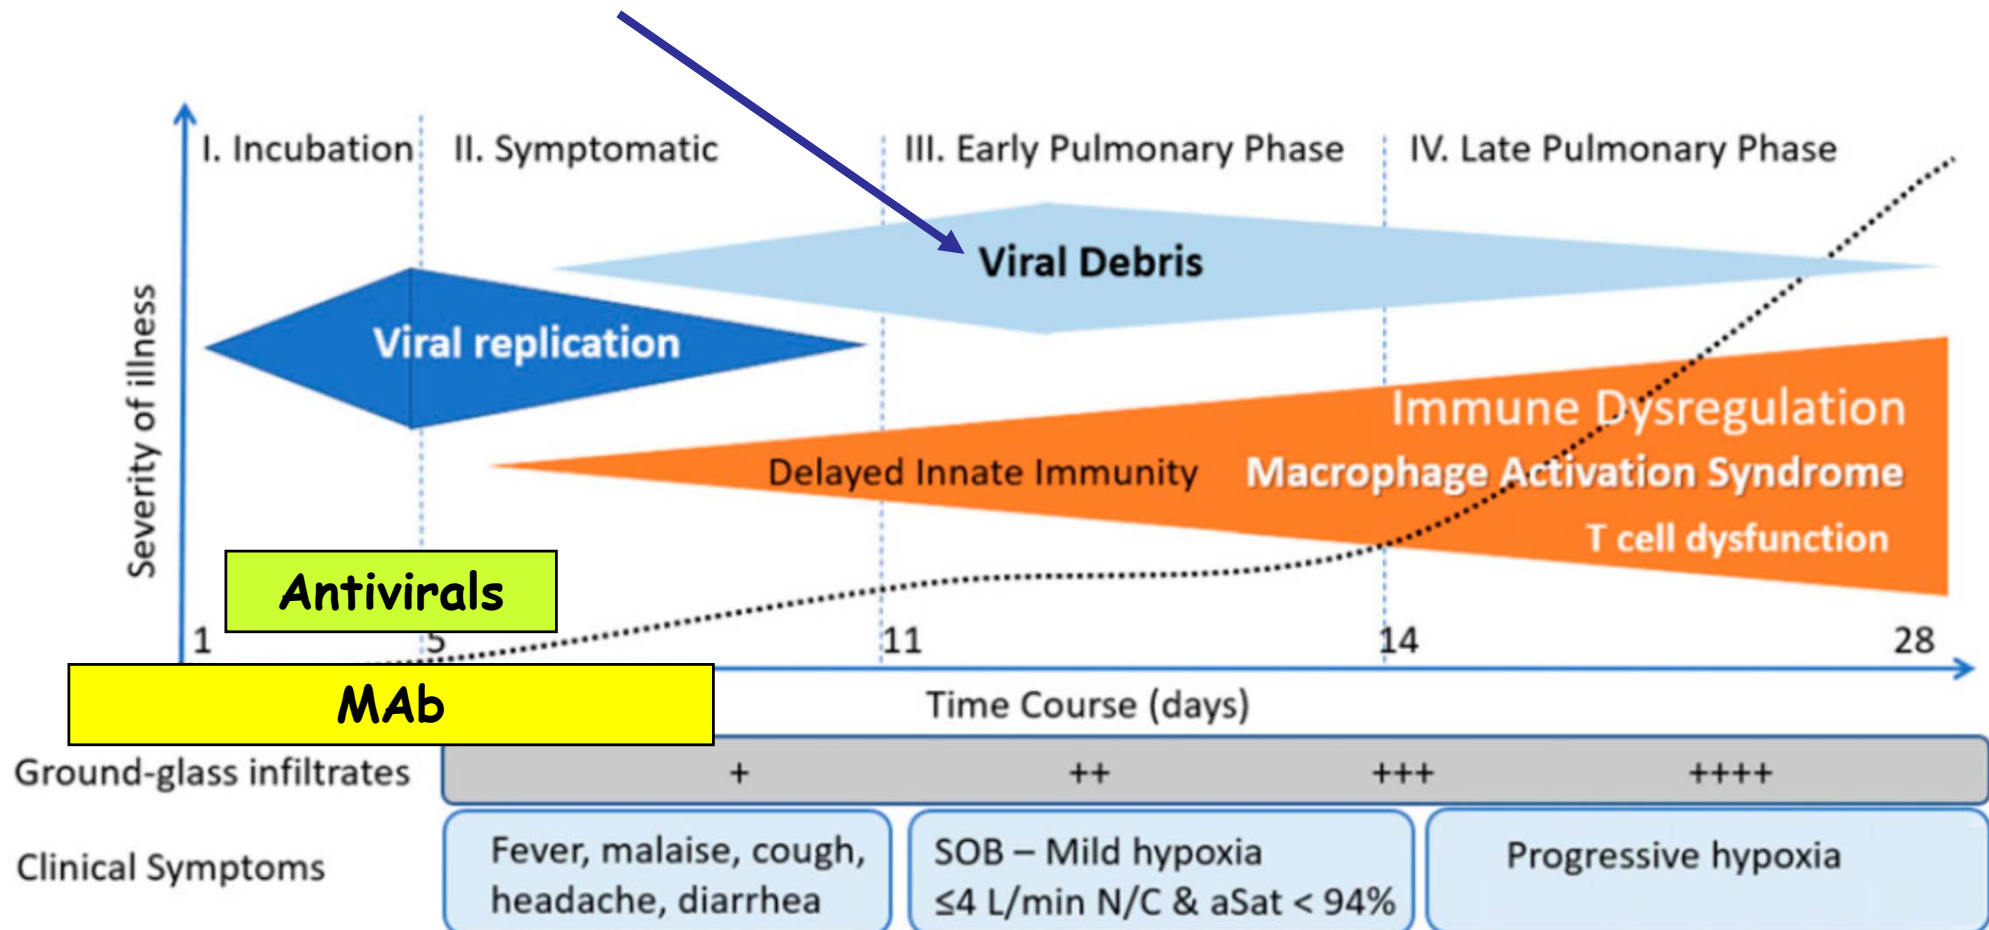 I. Incubation
II. Symptomatic
III. Early Pulmonary Phase
IV. Late Pulmonary Phase
Viral Debris
Viral replication
Severity of illness
Immune Dysregulation
Delayed Innate Immunity
Macrophage Activation Syndrome
T cell dysfunction
Antivirals
1
5
11
14
28
MAb
Time Course (days)
Ground-glass infiltrates
+
++
+++
++++
Clinical Symptoms
Fever, malaise, cough,
headache, diarrhea
SOB – Mild hypoxia
≤4 L/min N/C & aSat < 94%
Progressive hypoxia